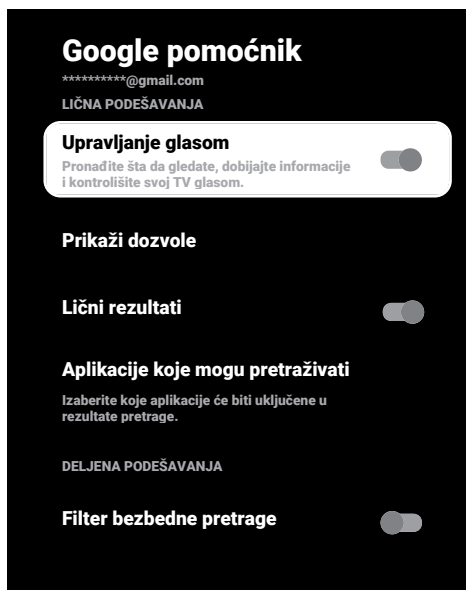 Google pomoćnik
**********@gmail.com
LIČNA PODEŠAVANJA
Upravljanje glasom
Pronađite šta da gledate, dobijajte informacije
i kontrolišite svoj TV glasom.
Prikaži dozvole
Lični rezultati
Aplikacije koje mogu pretraživati
Izaberite koje aplikacije će biti uključene u
rezultate pretrage.
DELJENA PODEŠAVANJA
Filter bezbedne pretrage